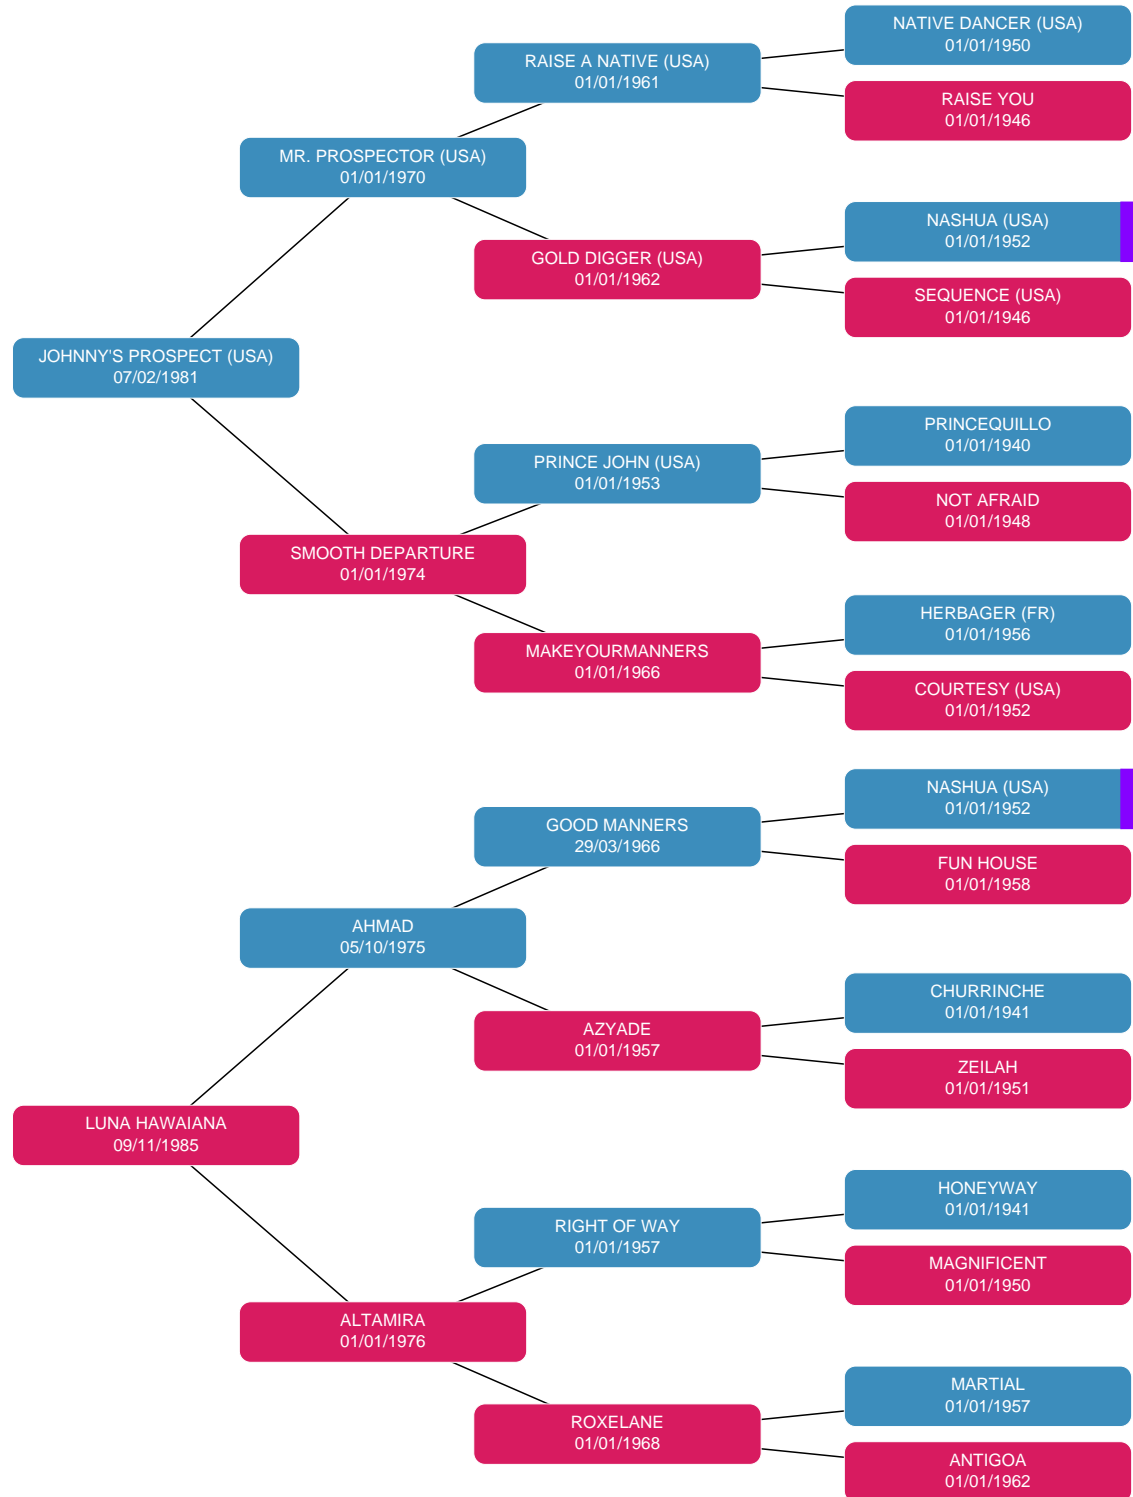 NATIVE DANCER (USA)
01/01/1950
RAISE A NATIVE (USA)
01/01/1961
RAISE YOU
01/01/1946
MR. PROSPECTOR (USA)
01/01/1970
NASHUA (USA)
01/01/1952
GOLD DIGGER (USA)
01/01/1962
SEQUENCE (USA)
01/01/1946
JOHNNY'S PROSPECT (USA)
07/02/1981
PRINCEQUILLO
01/01/1940
PRINCE JOHN (USA)
01/01/1953
NOT AFRAID
01/01/1948
SMOOTH DEPARTURE
01/01/1974
HERBAGER (FR)
01/01/1956
MAKEYOURMANNERS
01/01/1966
COURTESY (USA)
01/01/1952
NASHUA (USA)
01/01/1952
GOOD MANNERS
29/03/1966
FUN HOUSE
01/01/1958
AHMAD
05/10/1975
CHURRINCHE
01/01/1941
AZYADE
01/01/1957
ZEILAH
01/01/1951
LUNA HAWAIANA
09/11/1985
HONEYWAY
01/01/1941
RIGHT OF WAY
01/01/1957
MAGNIFICENT
01/01/1950
ALTAMIRA
01/01/1976
MARTIAL
01/01/1957
ROXELANE
01/01/1968
ANTIGOA
01/01/1962